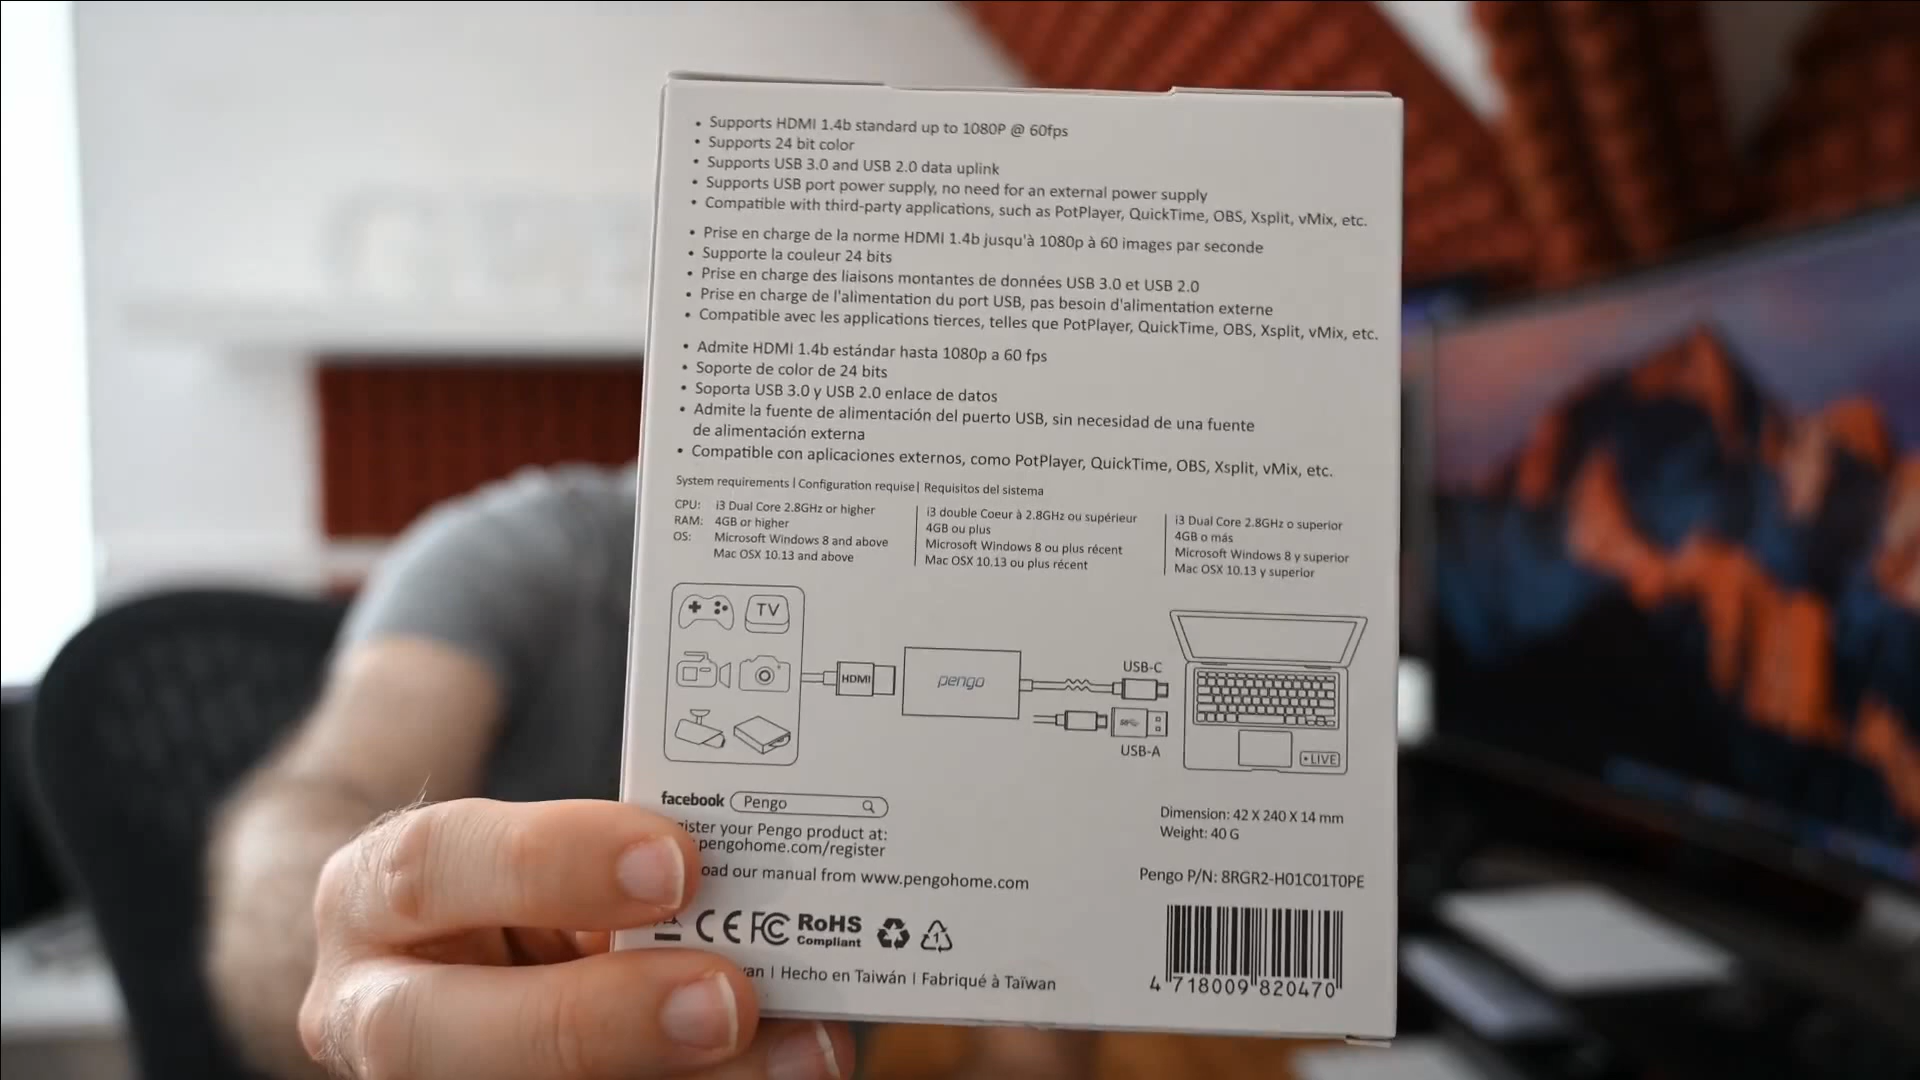 • Supports HDMI 1.4b standard up to 1080P @ 60fps
• Supports 24 bit color
• Supports USB 3.0 and USB 2.0 data uplink
• Supports USB port power supply, no need for an external power supply
• Compatible with third-party applications, such as PotPlayer, QuickTime, OBS, Xsplit, vMix, etc.
• Prise en charge de la norme HDMI 1.4b jusqu'à 1080p à 60 images par seconde
• Supporte la couleur 24 bits
• Prise en charge des liaisons montantes de données USB 3.0 et USB 2.0
• Prise en charge de l'alimentation du port USB, pas besoin d'alimentation externe
• Compatible avec les applications tierces, telles que PotPlayer, QuickTime, OBS, Xsplit, vMix, etc.
• Admite HDMI 1.4b estándar hasta 1080p a 60 fps
• Soporte de color de 24 bits
• Soporta USB 3.0 y USB 2.0 enlace de datos
• Admite la fuente de alimentación del puerto USB, sin necesidad de una fuente
de alimentación externa
• Compatible con aplicaciones externos, como PotPlayer, QuickTime, OBS, Xsplit, vMix, etc.
System requirements | Configuration requise | Requisitos del sistema
CPU: i3 Dual Core 2.8GHz or higher
RAM: 4GB or higher
OS: Microsoft Windows 8 and above
Mac OSX 10.13 and above
i3 double Coeur à 2.8GHz ou supérieur
4GB ou plus
Microsoft Windows 8 ou plus récent
Mac OSX 10.13 ou plus récent
i3 Dual Core 2.8GHz o superior
4GB o más
Microsoft Windows 8 y superior
Mac OSX 10.13 y superior
TV
HDMI
pengo
USB-C
USB-A
• LIVE
facebook Pengo
ister your Pengo product at:
pengohome.com/register
oad our manual from www.pengohome.com
Dimension: 42 X 240 X 14 mm
Weight: 40 G
Pengo P/N: 8RGR2-H01C01T0PE
CE FC RoHS
Compliant
1
an | Hecho en Taiwán | Fabriqué à Taïwan
4 718009 820470